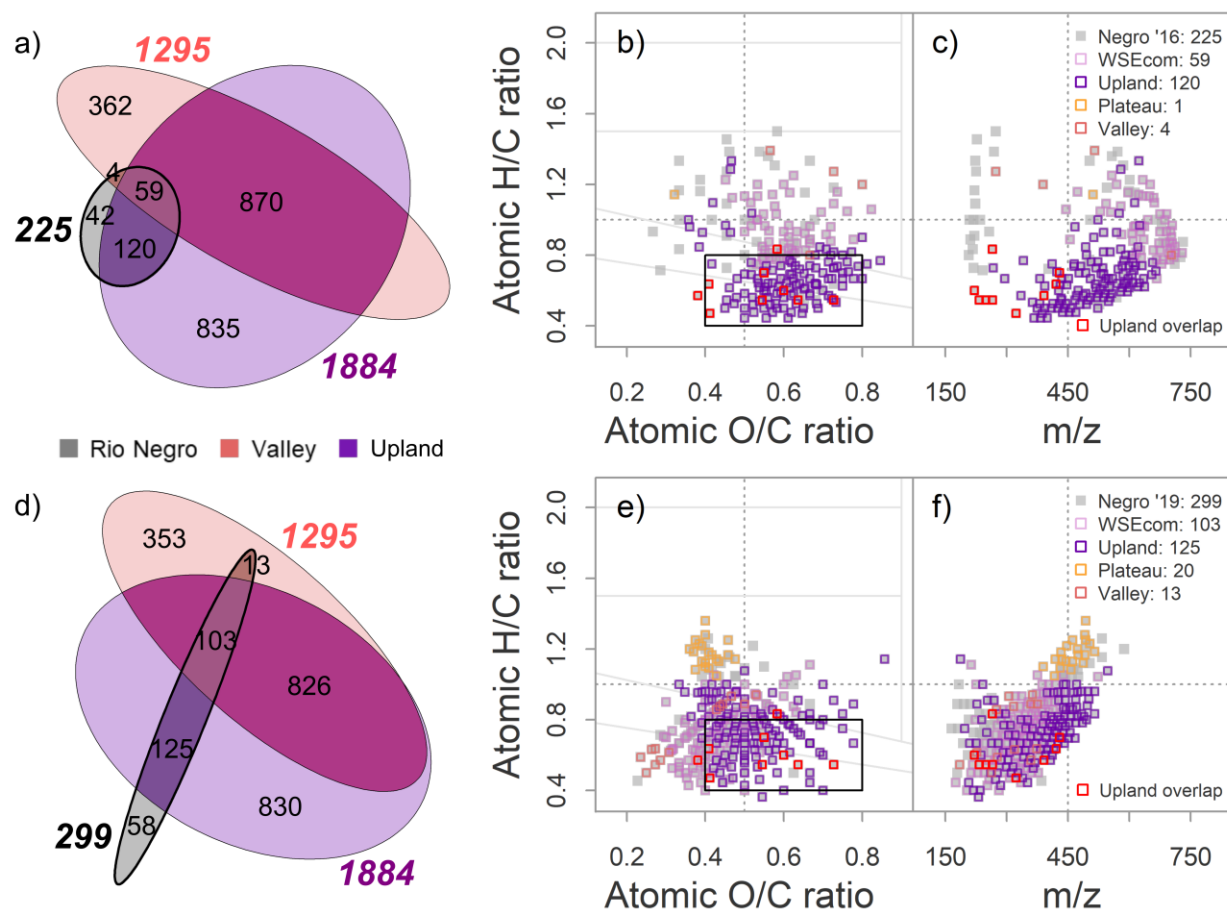 a)
1295
362
4
59
870
42
225
120
835
1884
b)
c)
Negro '16: 225
WSEcom: 59
Upland: 120
Plateau: 1
Valley: 4
Upland overlap
Atomic H/C ratio
2.0
1.6
1.2
0.8
0.4
0.2 0.4 0.6 0.8
Atomic O/C ratio
150 450 750
m/z
Rio Negro Valley Upland
d)
353
1295
13
103
826
125
830
58
299
1884
e)
f)
Negro '19: 299
WSEcom: 103
Upland: 125
Plateau: 20
Valley: 13
Upland overlap
Atomic H/C ratio
2.0
1.6
1.2
0.8
0.4
0.2 0.4 0.6 0.8
Atomic O/C ratio
150 450 750
m/z